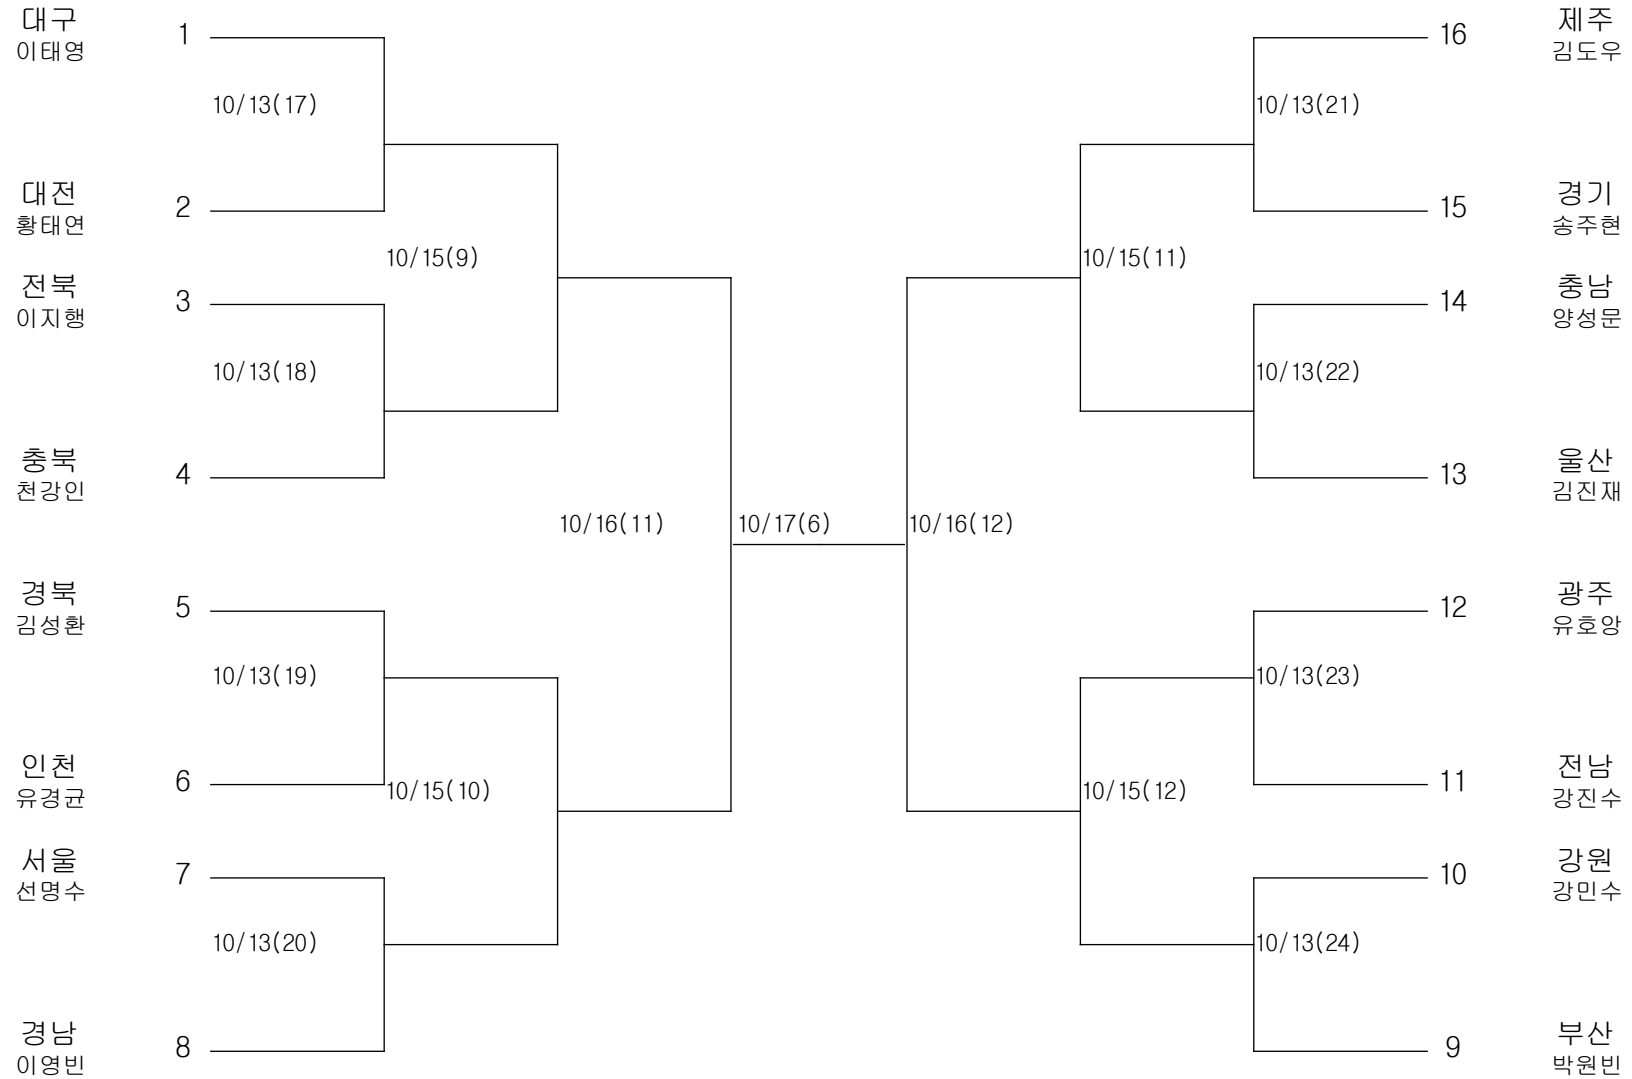 대구
이태영
1
16
제주
김도우
10/13(17)
10/13(21)
대전
황태연
2
15
경기
송주현
10/15(9)
10/15(11)
전북
이지행
3
14
충남
양성문
10/13(18)
10/13(22)
충북
천강인
4
13
울산
김진재
10/16(11)
10/17(6)
10/16(12)
경북
김성환
5
12
광주
유호앙
10/13(19)
10/13(23)
인천
유경균
6
11
전남
강진수
10/15(10)
10/15(12)
서울
선명수
7
10
강원
강민수
10/13(20)
10/13(24)
경남
이영빈
8
9
부산
박원빈